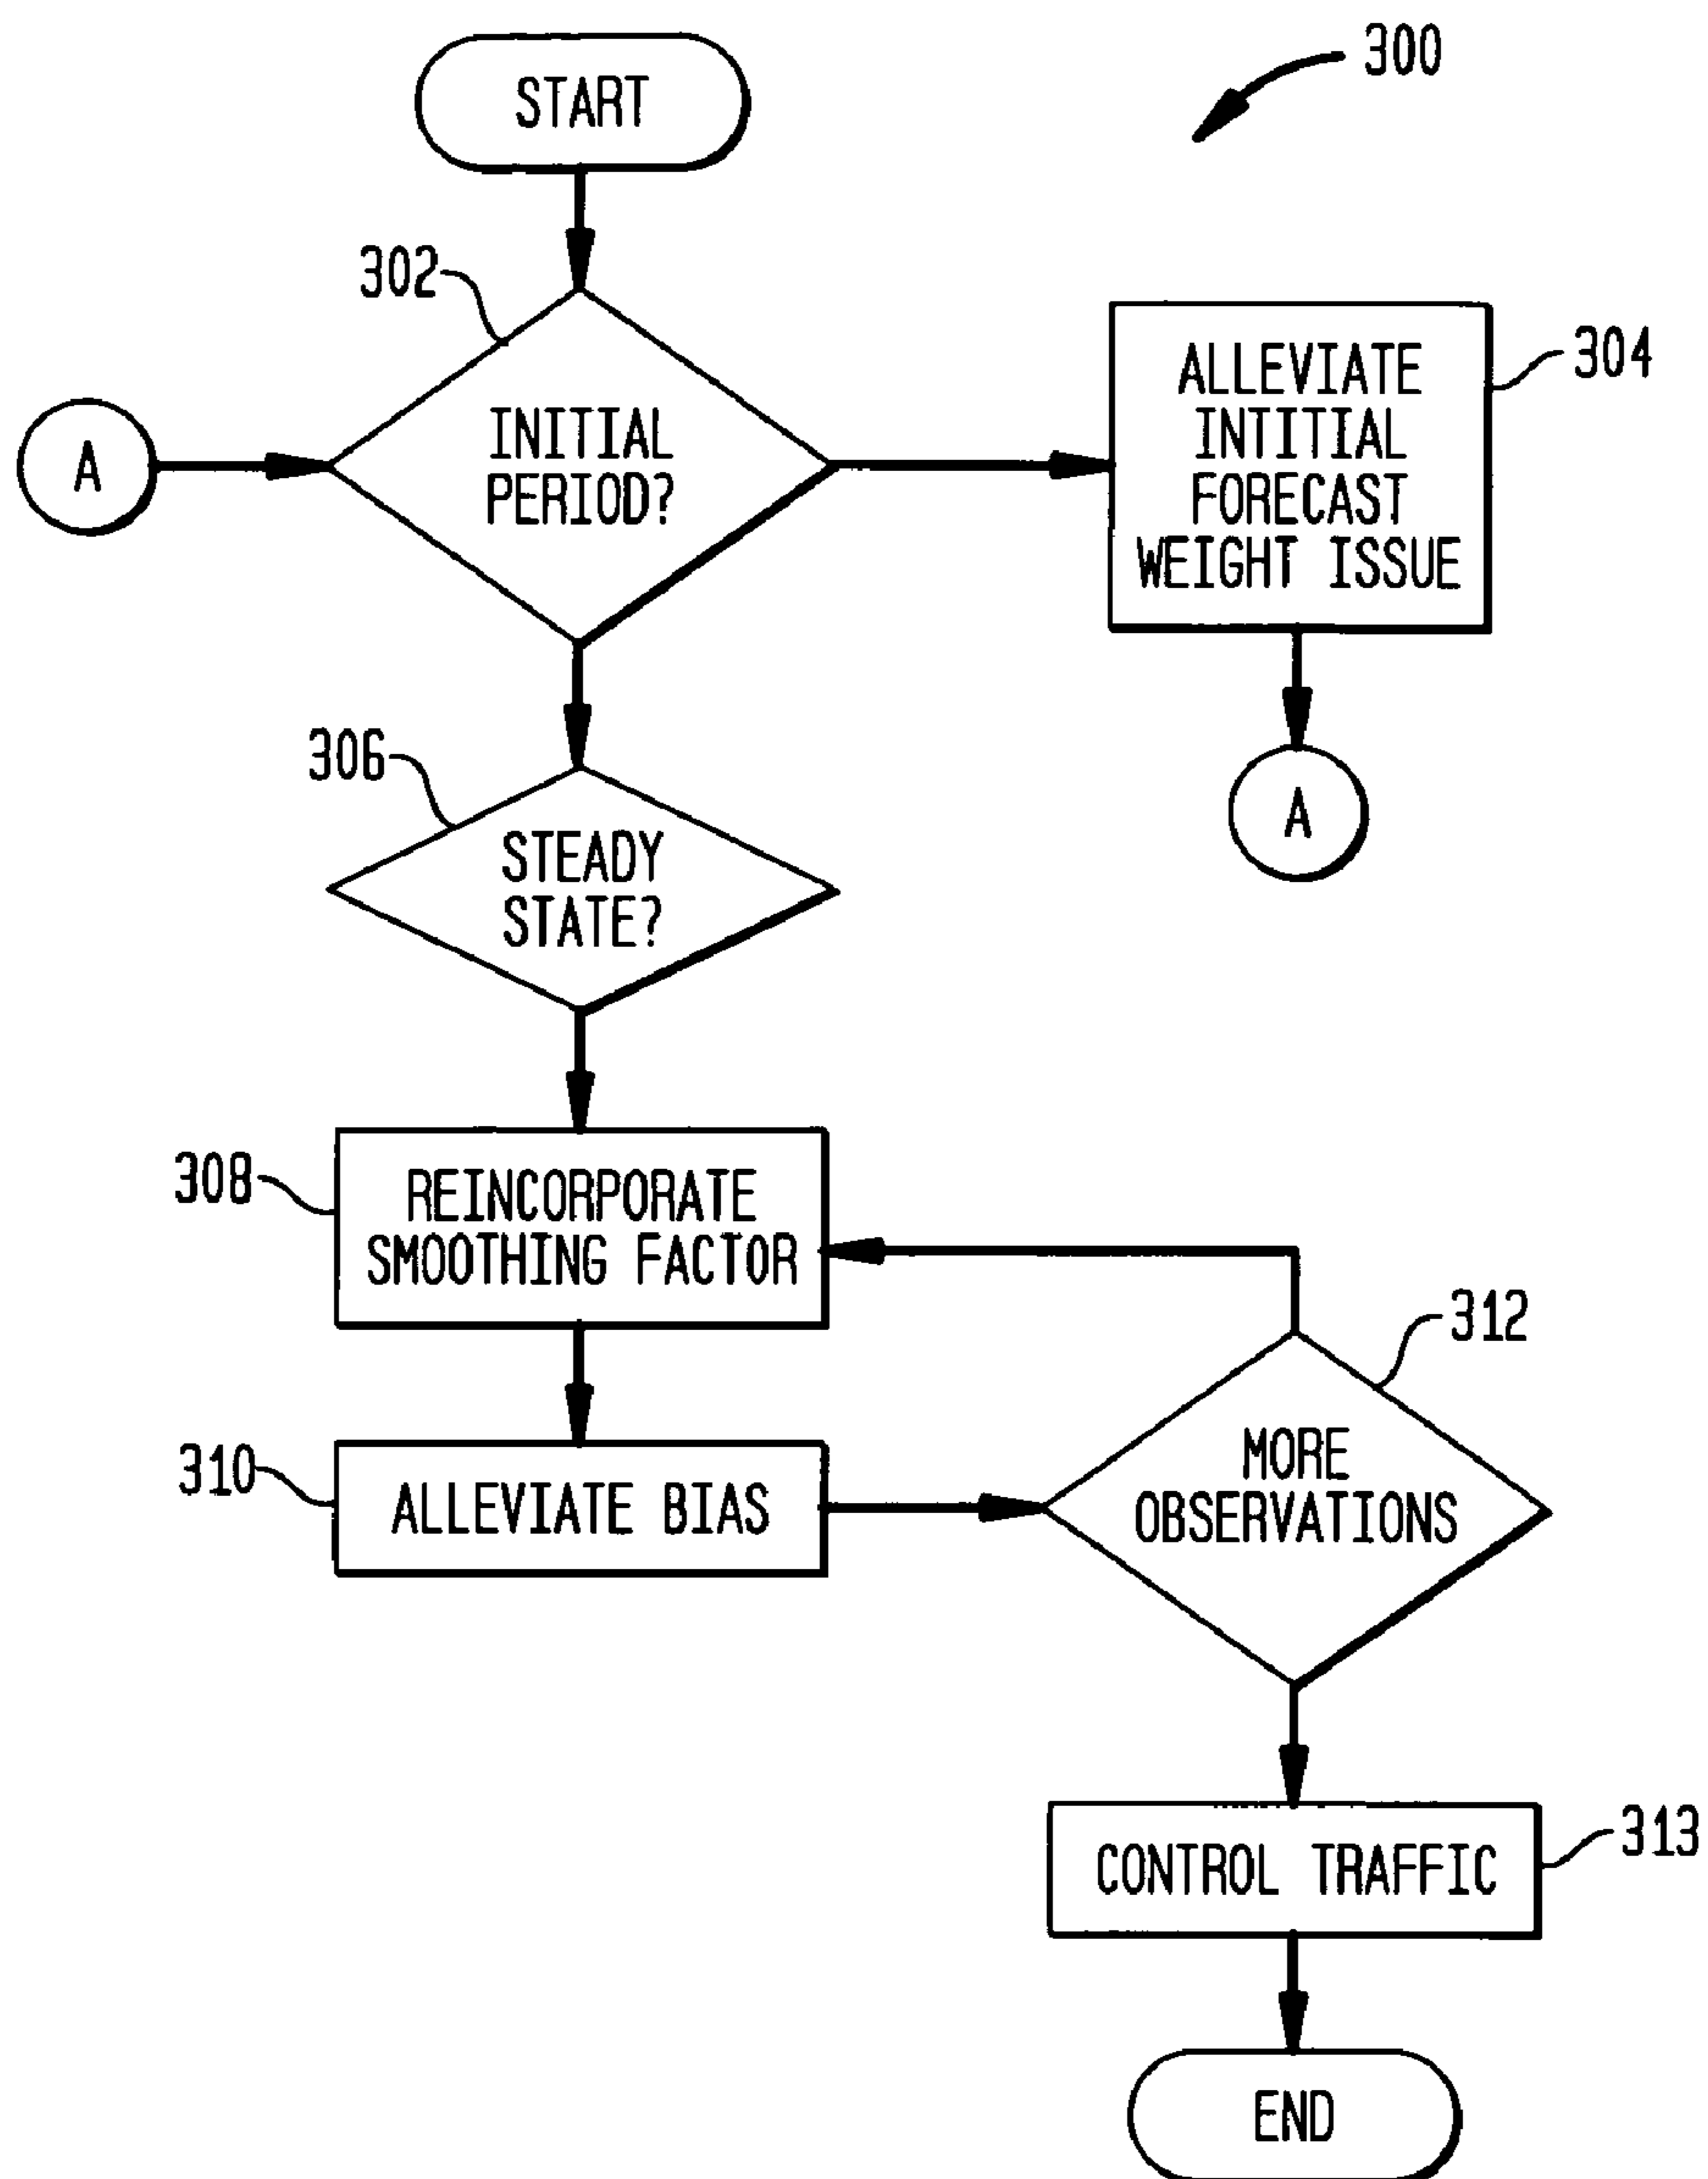 START
300
302
INITIAL
PERIOD?
A
ALLEVIATE
INTITIAL
FORECAST
WEIGHT ISSUE
304
A
306
STEADY
STATE?
308
REINCORPORATE
SMOOTHING FACTOR
310
ALLEVIATE BIAS
312
MORE
OBSERVATIONS
CONTROL TRAFFIC
313
END